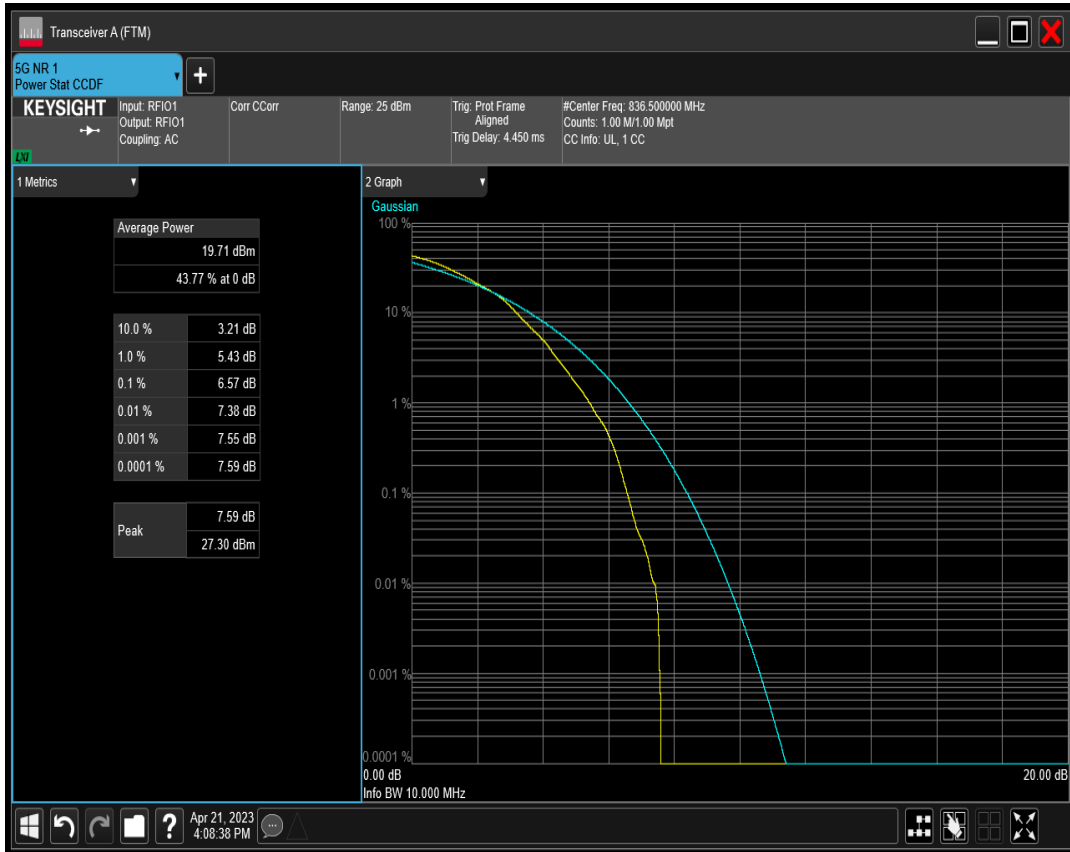 Transceiver A (FTM)
5G NR 1
Power Stat CCDF
+
KEYSIGHT
LXI
Input: RFIO1
Output: RFIO1
Coupling: AC
Corr CCorr
Range: 25 dBm
Trig: Prot Frame
Aligned
Trig Delay: 4.450 ms
#Center Freq: 836.500000 MHz
Counts: 1.00 M/1.00 Mpt
CC Info: UL, 1 CC
1 Metrics
Average Power
19.71 dBm
43.77 % at 0 dB
10.0 % 3.21 dB
1.0 % 5.43 dB
0.1 % 6.57 dB
0.01 % 7.38 dB
0.001 % 7.55 dB
0.0001 % 7.59 dB
Peak
7.59 dB
27.30 dBm
2 Graph
Gaussian
100 %
10 %
1 %
0.1 %
0.01 %
0.001 %
0.0001 %
0.00 dB 20.00 dB
Info BW 10.000 MHz
?
Apr 21, 2023
4:08:38 PM